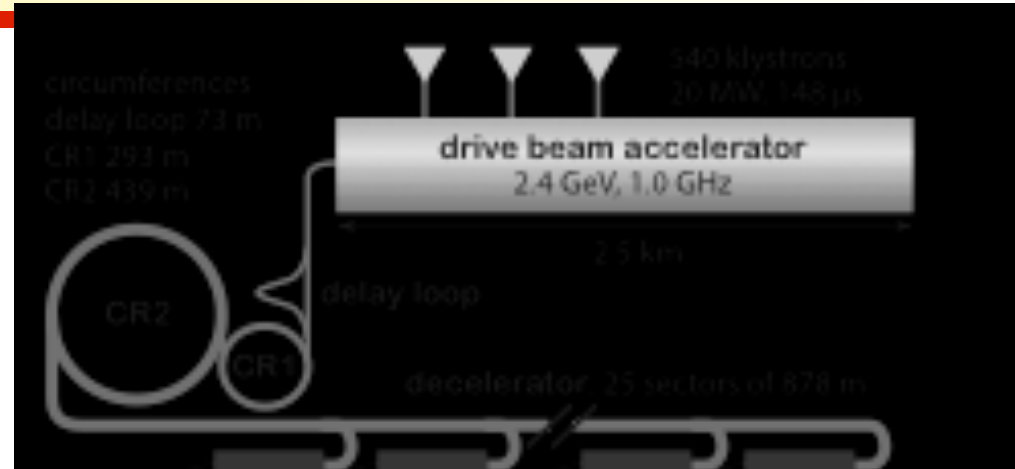 540 klystrons
20 MW, 148 µs
circumferences
delay loop 73 m
CR1 293 m
CR2 439 m
drive beam accelerator
2.4 GeV, 1.0 GHz
2.5 km
delay loop
CR2
CR1
decelerator, 25 sectors of 878 m